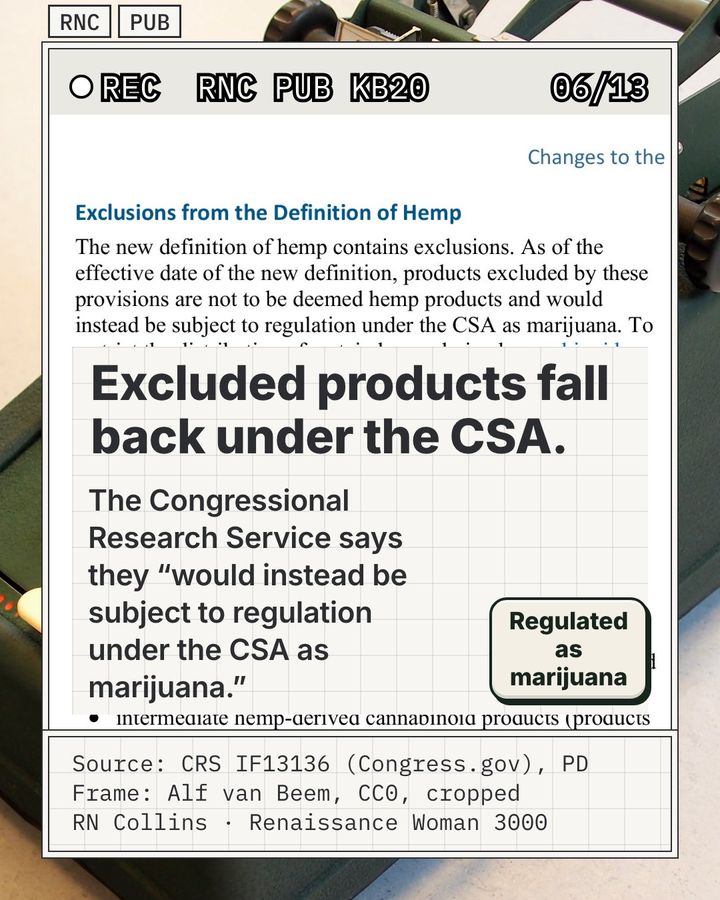 RNC PUB
REC RNC PUB KB20 06/13
Changes to the
Exclusions from the Definition of Hemp
The new definition of hemp contains exclusions. As of the
effective date of the new definition, products excluded by these
provisions are not to be deemed hemp products and would
instead be subject to regulation under the CSA as marijuana. To
Excluded products fall
back under the CSA.
The Congressional
Research Service says
they “would instead be
subject to regulation
under the CSA as
marijuana.”
Regulated
as
marijuana
intermediate hemp-derived cannabinoid products (products
Source: CRS IF13136 (Congress.gov), PD
Frame: Alf van Beem, CC0, cropped
RN Collins · Renaissance Woman 3000